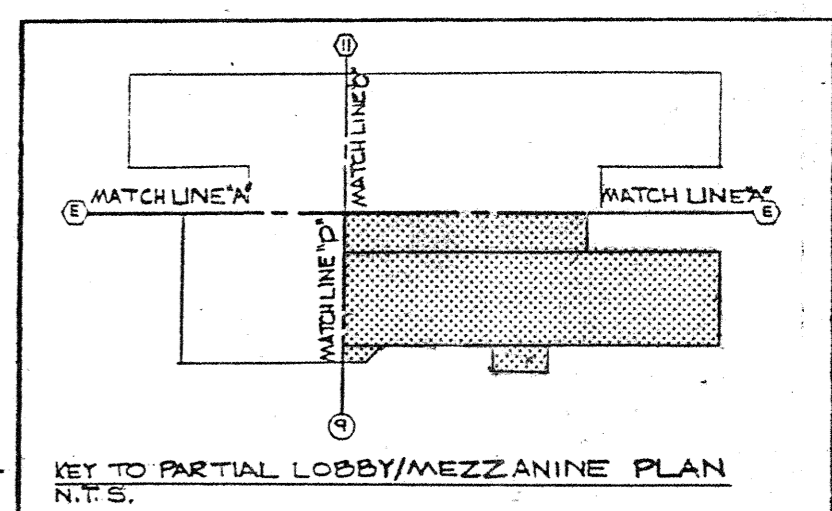 11
MATCH LINE "C"
MATCH LINE "A"
MATCH LINE "A"
E
E
MATCH LINE "D"
9
KEY TO PARTIAL LOBBY/MEZZANINE PLAN
N.T.S.